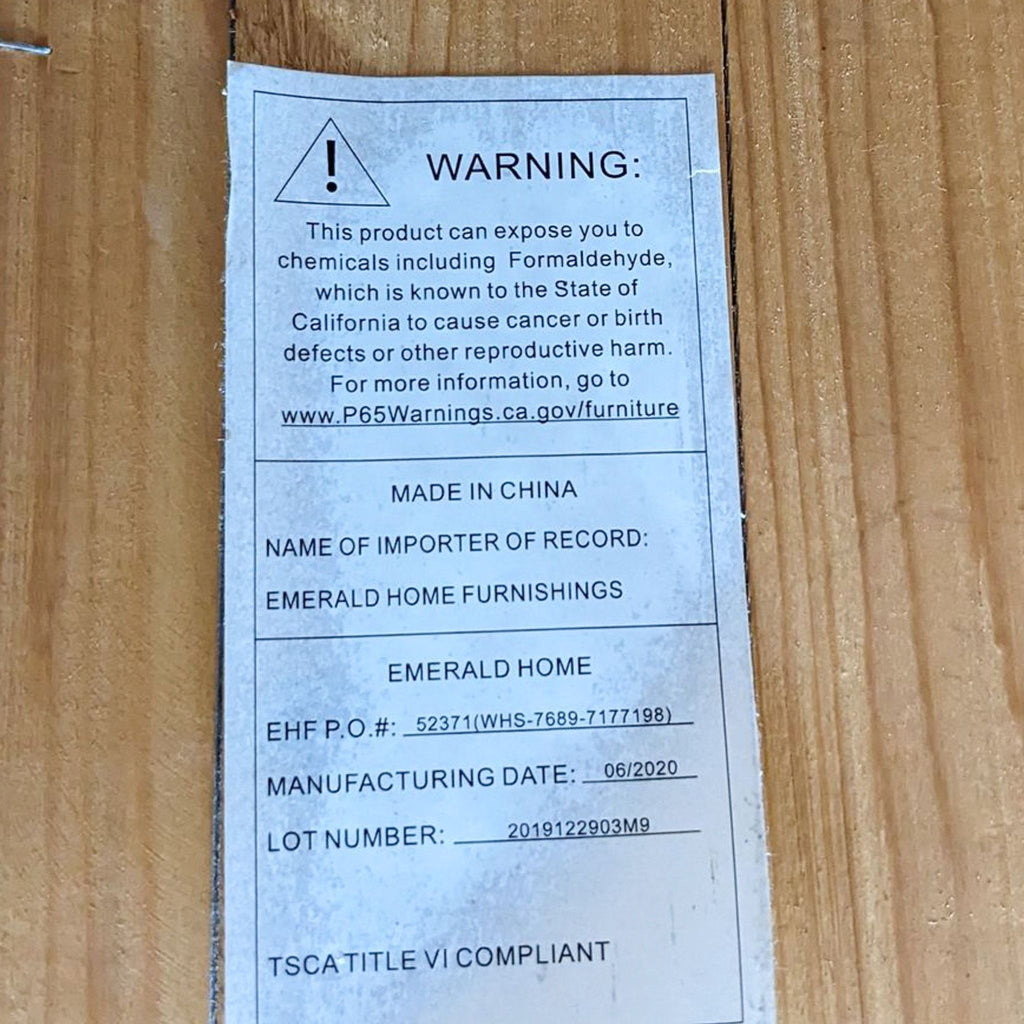 !
WARNING:
This product can expose you to
chemicals including Formaldehyde,
which is known to the State of
California to cause cancer or birth
defects or other reproductive harm.
For more information, go to
www.P65Warnings.ca.gov/furniture
MADE IN CHINA
NAME OF IMPORTER OF RECORD:
EMERALD HOME FURNISHINGS
EMERALD HOME
EHF P.O.#: 52371(WHS-7689-7177198)
MANUFACTURING DATE: 06/2020
LOT NUMBER: 2019122903M9
TSCA TITLE VI COMPLIANT